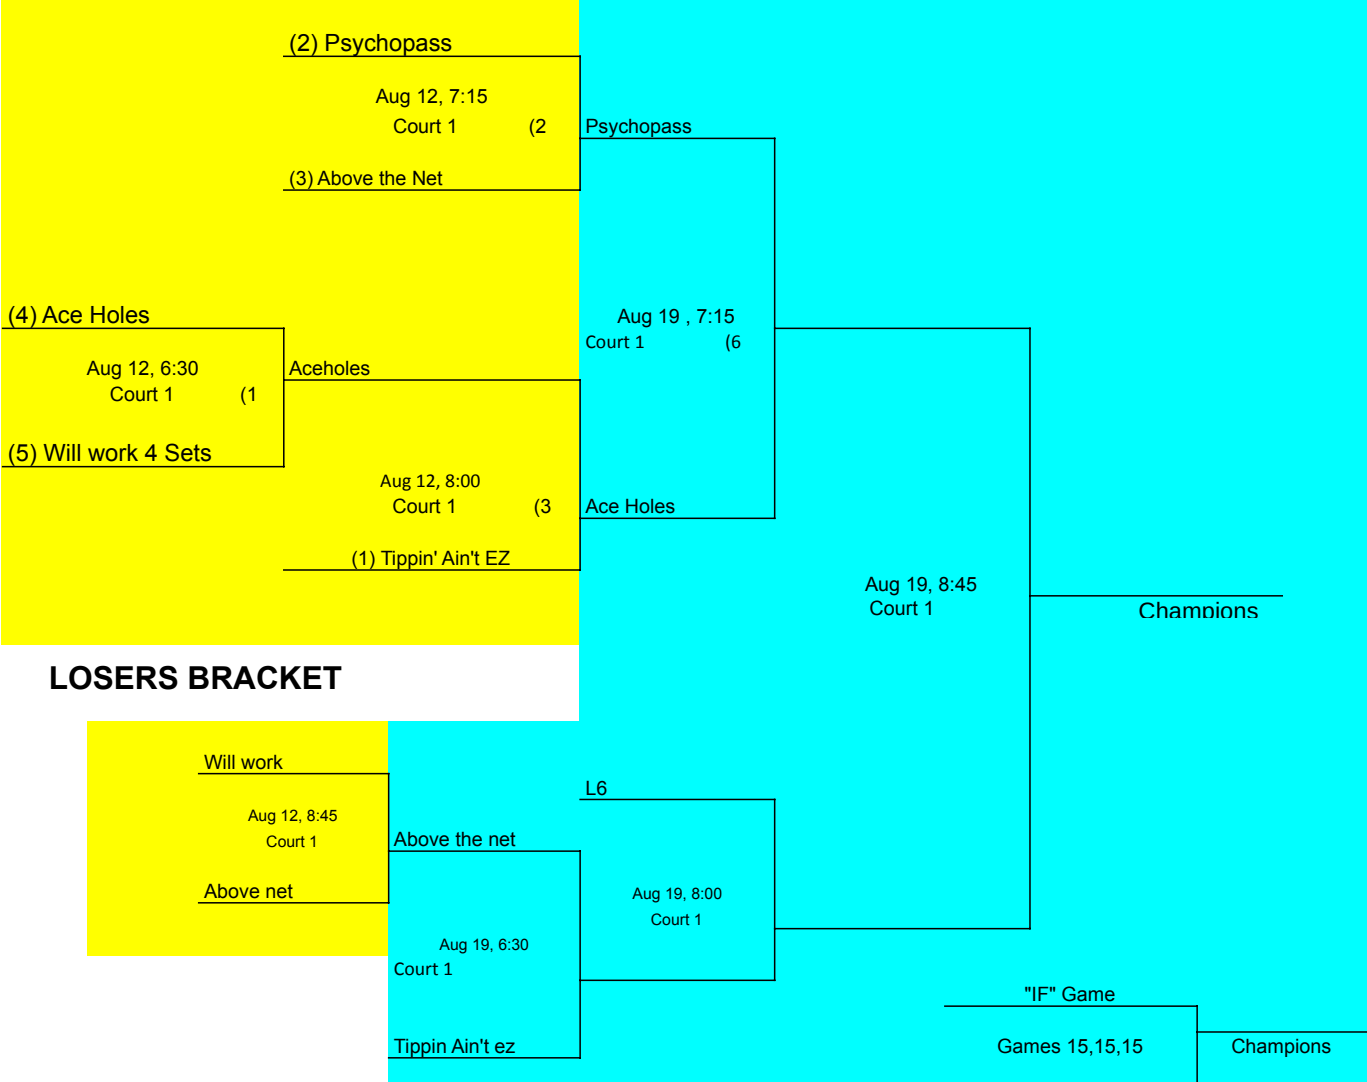 (2) Psychopass
Aug 12, 7:15
Court 1 (2
Psychopass
(3) Above the Net
(4) Ace Holes
Aug 19 , 7:15
Court 1 (6
Aug 12, 6:30
Court 1 (1
Aceholes
(5) Will work 4 Sets
Aug 12, 8:00
Court 1 (3
Ace Holes
(1) Tippin' Ain't EZ
Aug 19, 8:45
Court 1
Champions
LOSERS BRACKET
Will work
L6
Aug 12, 8:45
Court 1
Above the net
Above net
Aug 19, 8:00
Court 1
Aug 19, 6:30
Court 1
"IF" Game
Tippin Ain't ez
Games 15,15,15
Champions